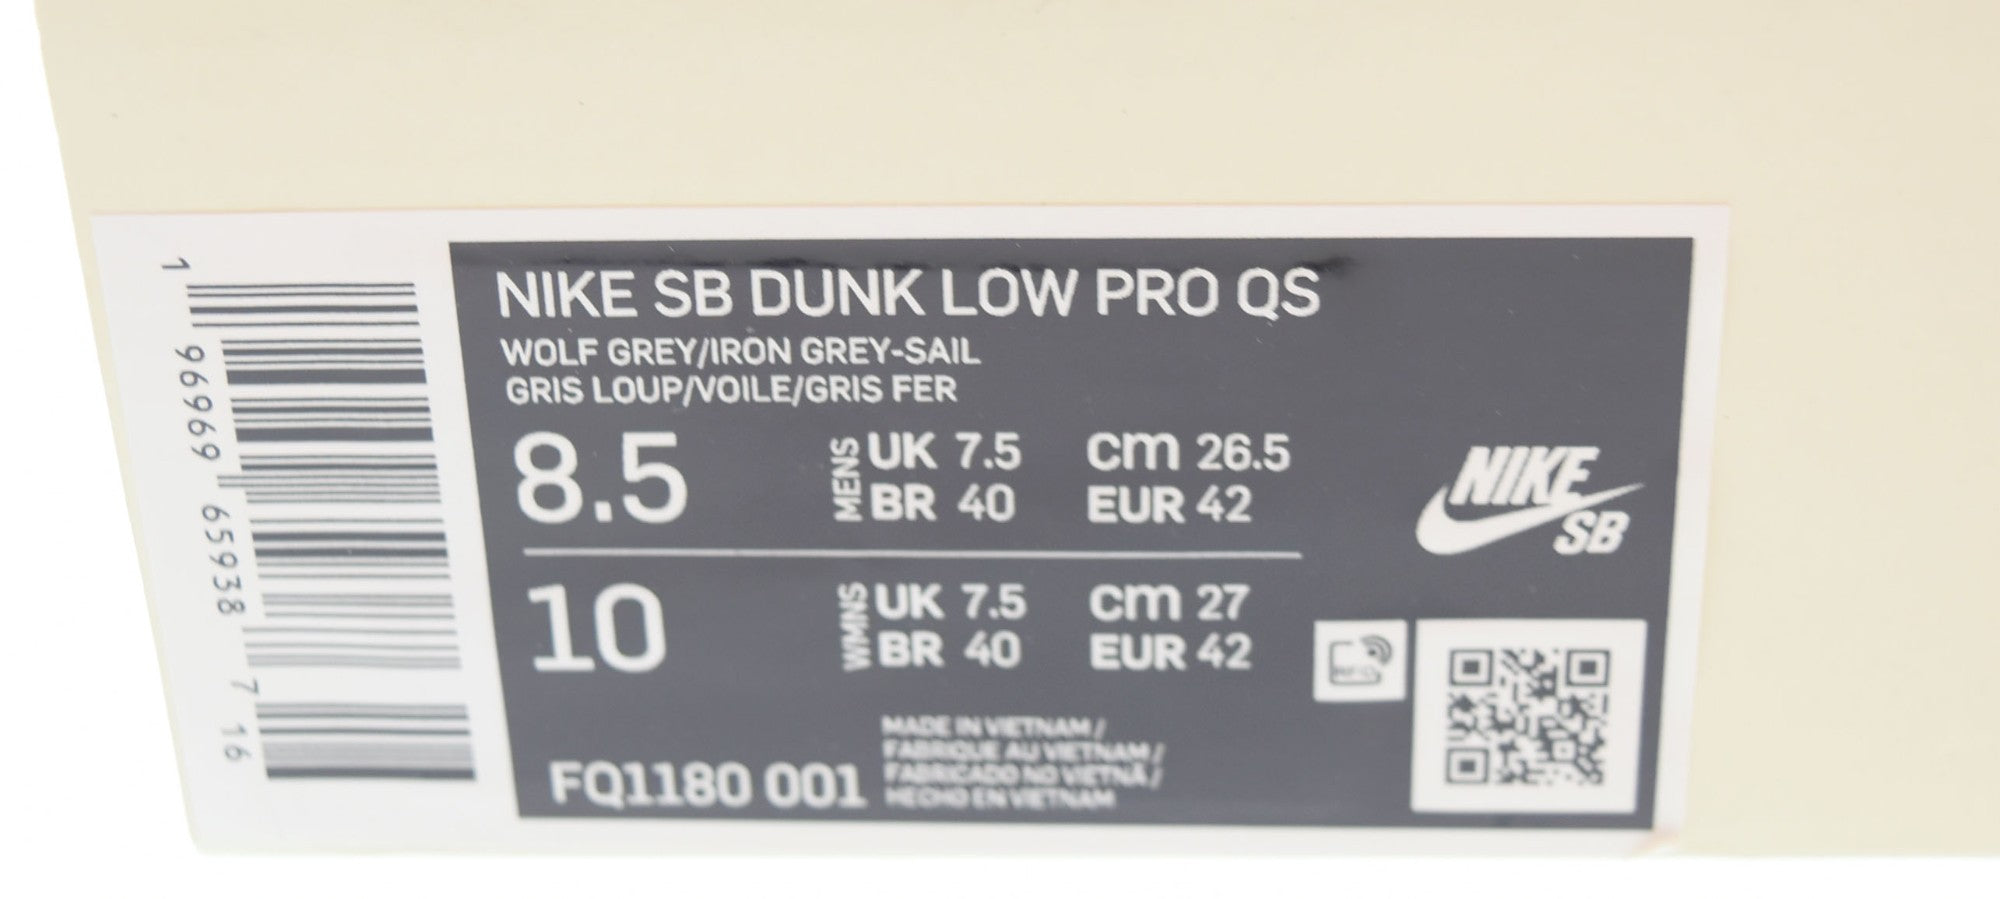 NIKE SB DUNK LOW PRO QS
WOLF GREY/IRON GREY-SAIL
GRIS LOUP/VOILE/GRIS FER
8.5
MENS
UK 7.5 cm 26.5
BR 40 EUR 42
10
WMNS
UK 7.5 cm 27
BR 40 EUR 42
FQ1180 001
MADE IN VIETNAM /
FABRIQUE AU VIETNAM /
FABRICADO NO VIETNÃ /
HECHO EN VIETNAM
NIKE
SB
RFID
1 96969 65938 7 16